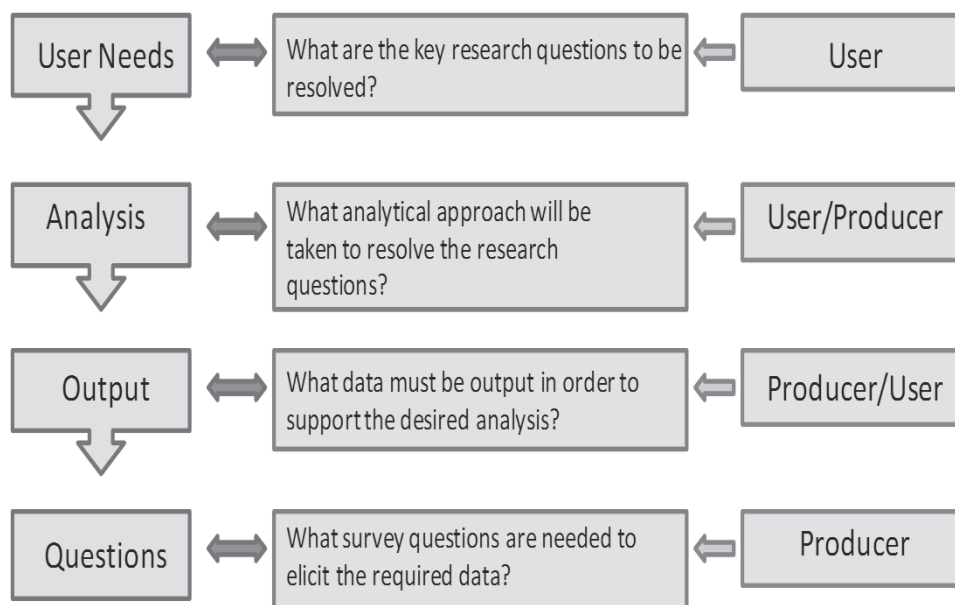 User Needs
What are the key research questions to be
resolved?
User
Analysis
What analytical approach will be
taken to resolve the research
questions?
User/Producer
Output
What data must be output in order to
support the desired analysis?
Producer/User
Questions
What survey questions are needed to
elicit the required data?
Producer